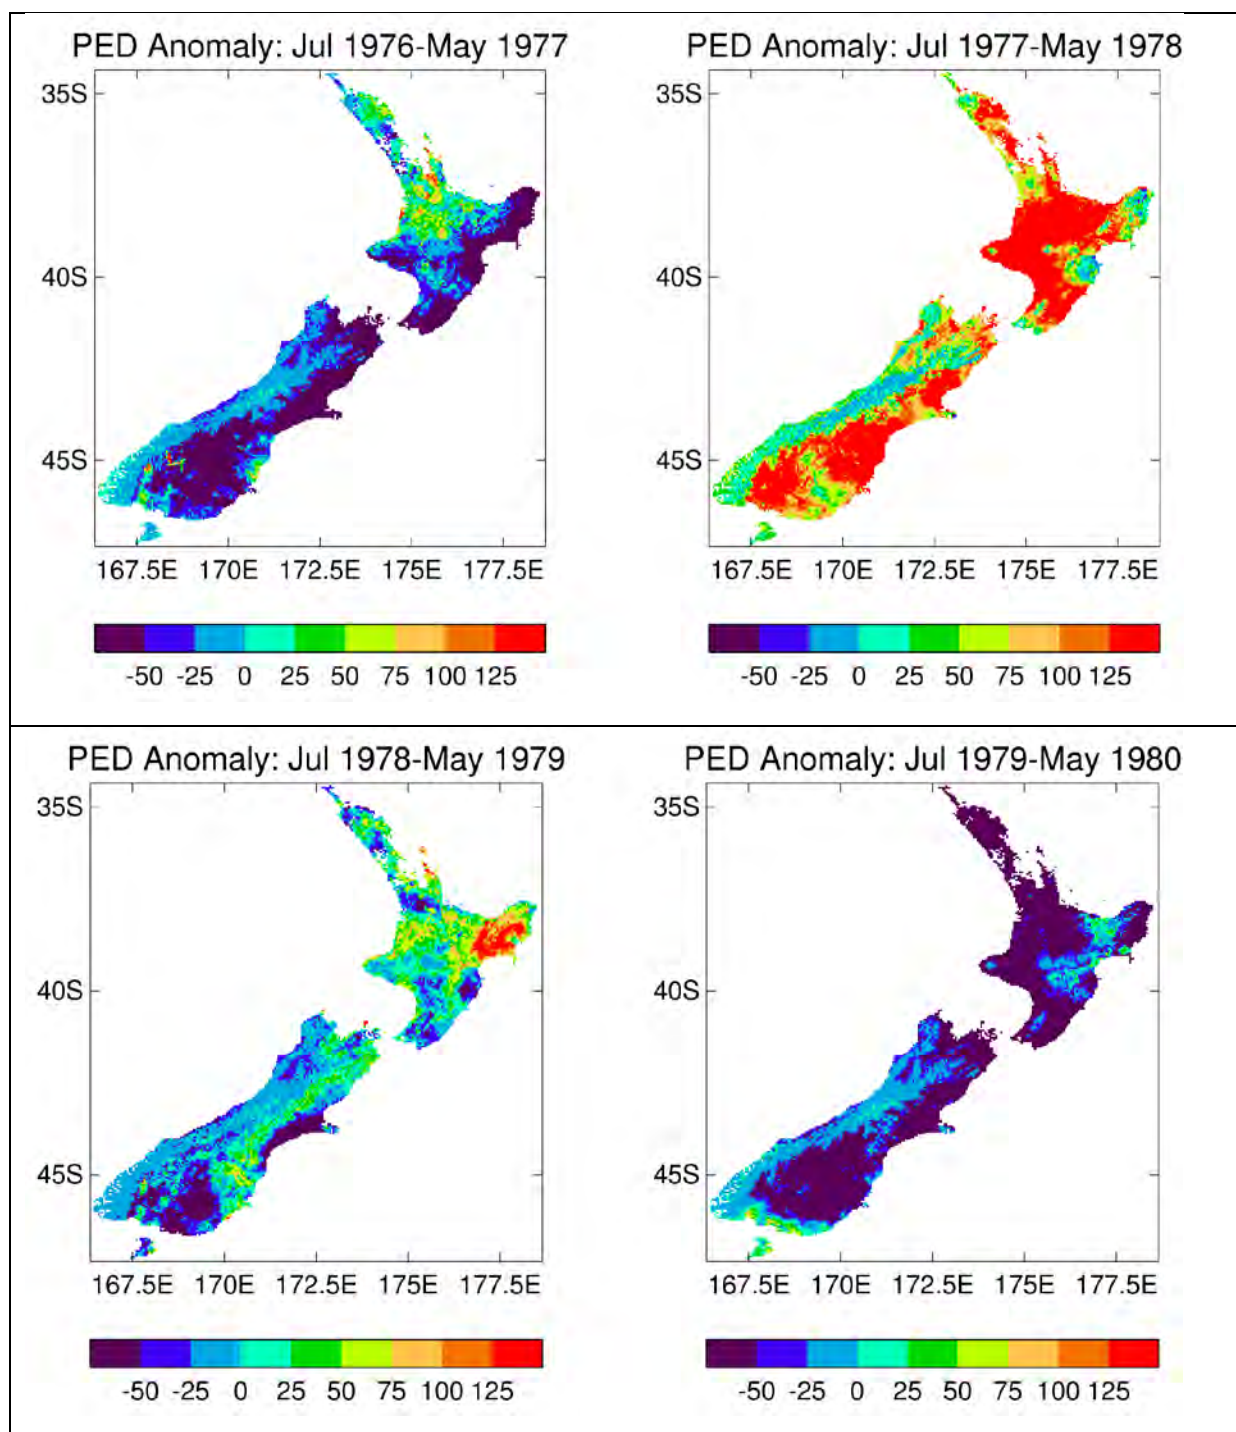 PED Anomaly: Jul 1976-May 1977
35S
40S
45S
167.5E 170E 172.5E 175E 177.5E
-50 -25 0 25 50 75 100 125
PED Anomaly: Jul 1977-May 1978
35S
40S
45S
167.5E 170E 172.5E 175E 177.5E
-50 -25 0 25 50 75 100 125
PED Anomaly: Jul 1978-May 1979
35S
40S
45S
167.5E 170E 172.5E 175E 177.5E
-50 -25 0 25 50 75 100 125
PED Anomaly: Jul 1979-May 1980
35S
40S
45S
167.5E 170E 172.5E 175E 177.5E
-50 -25 0 25 50 75 100 125